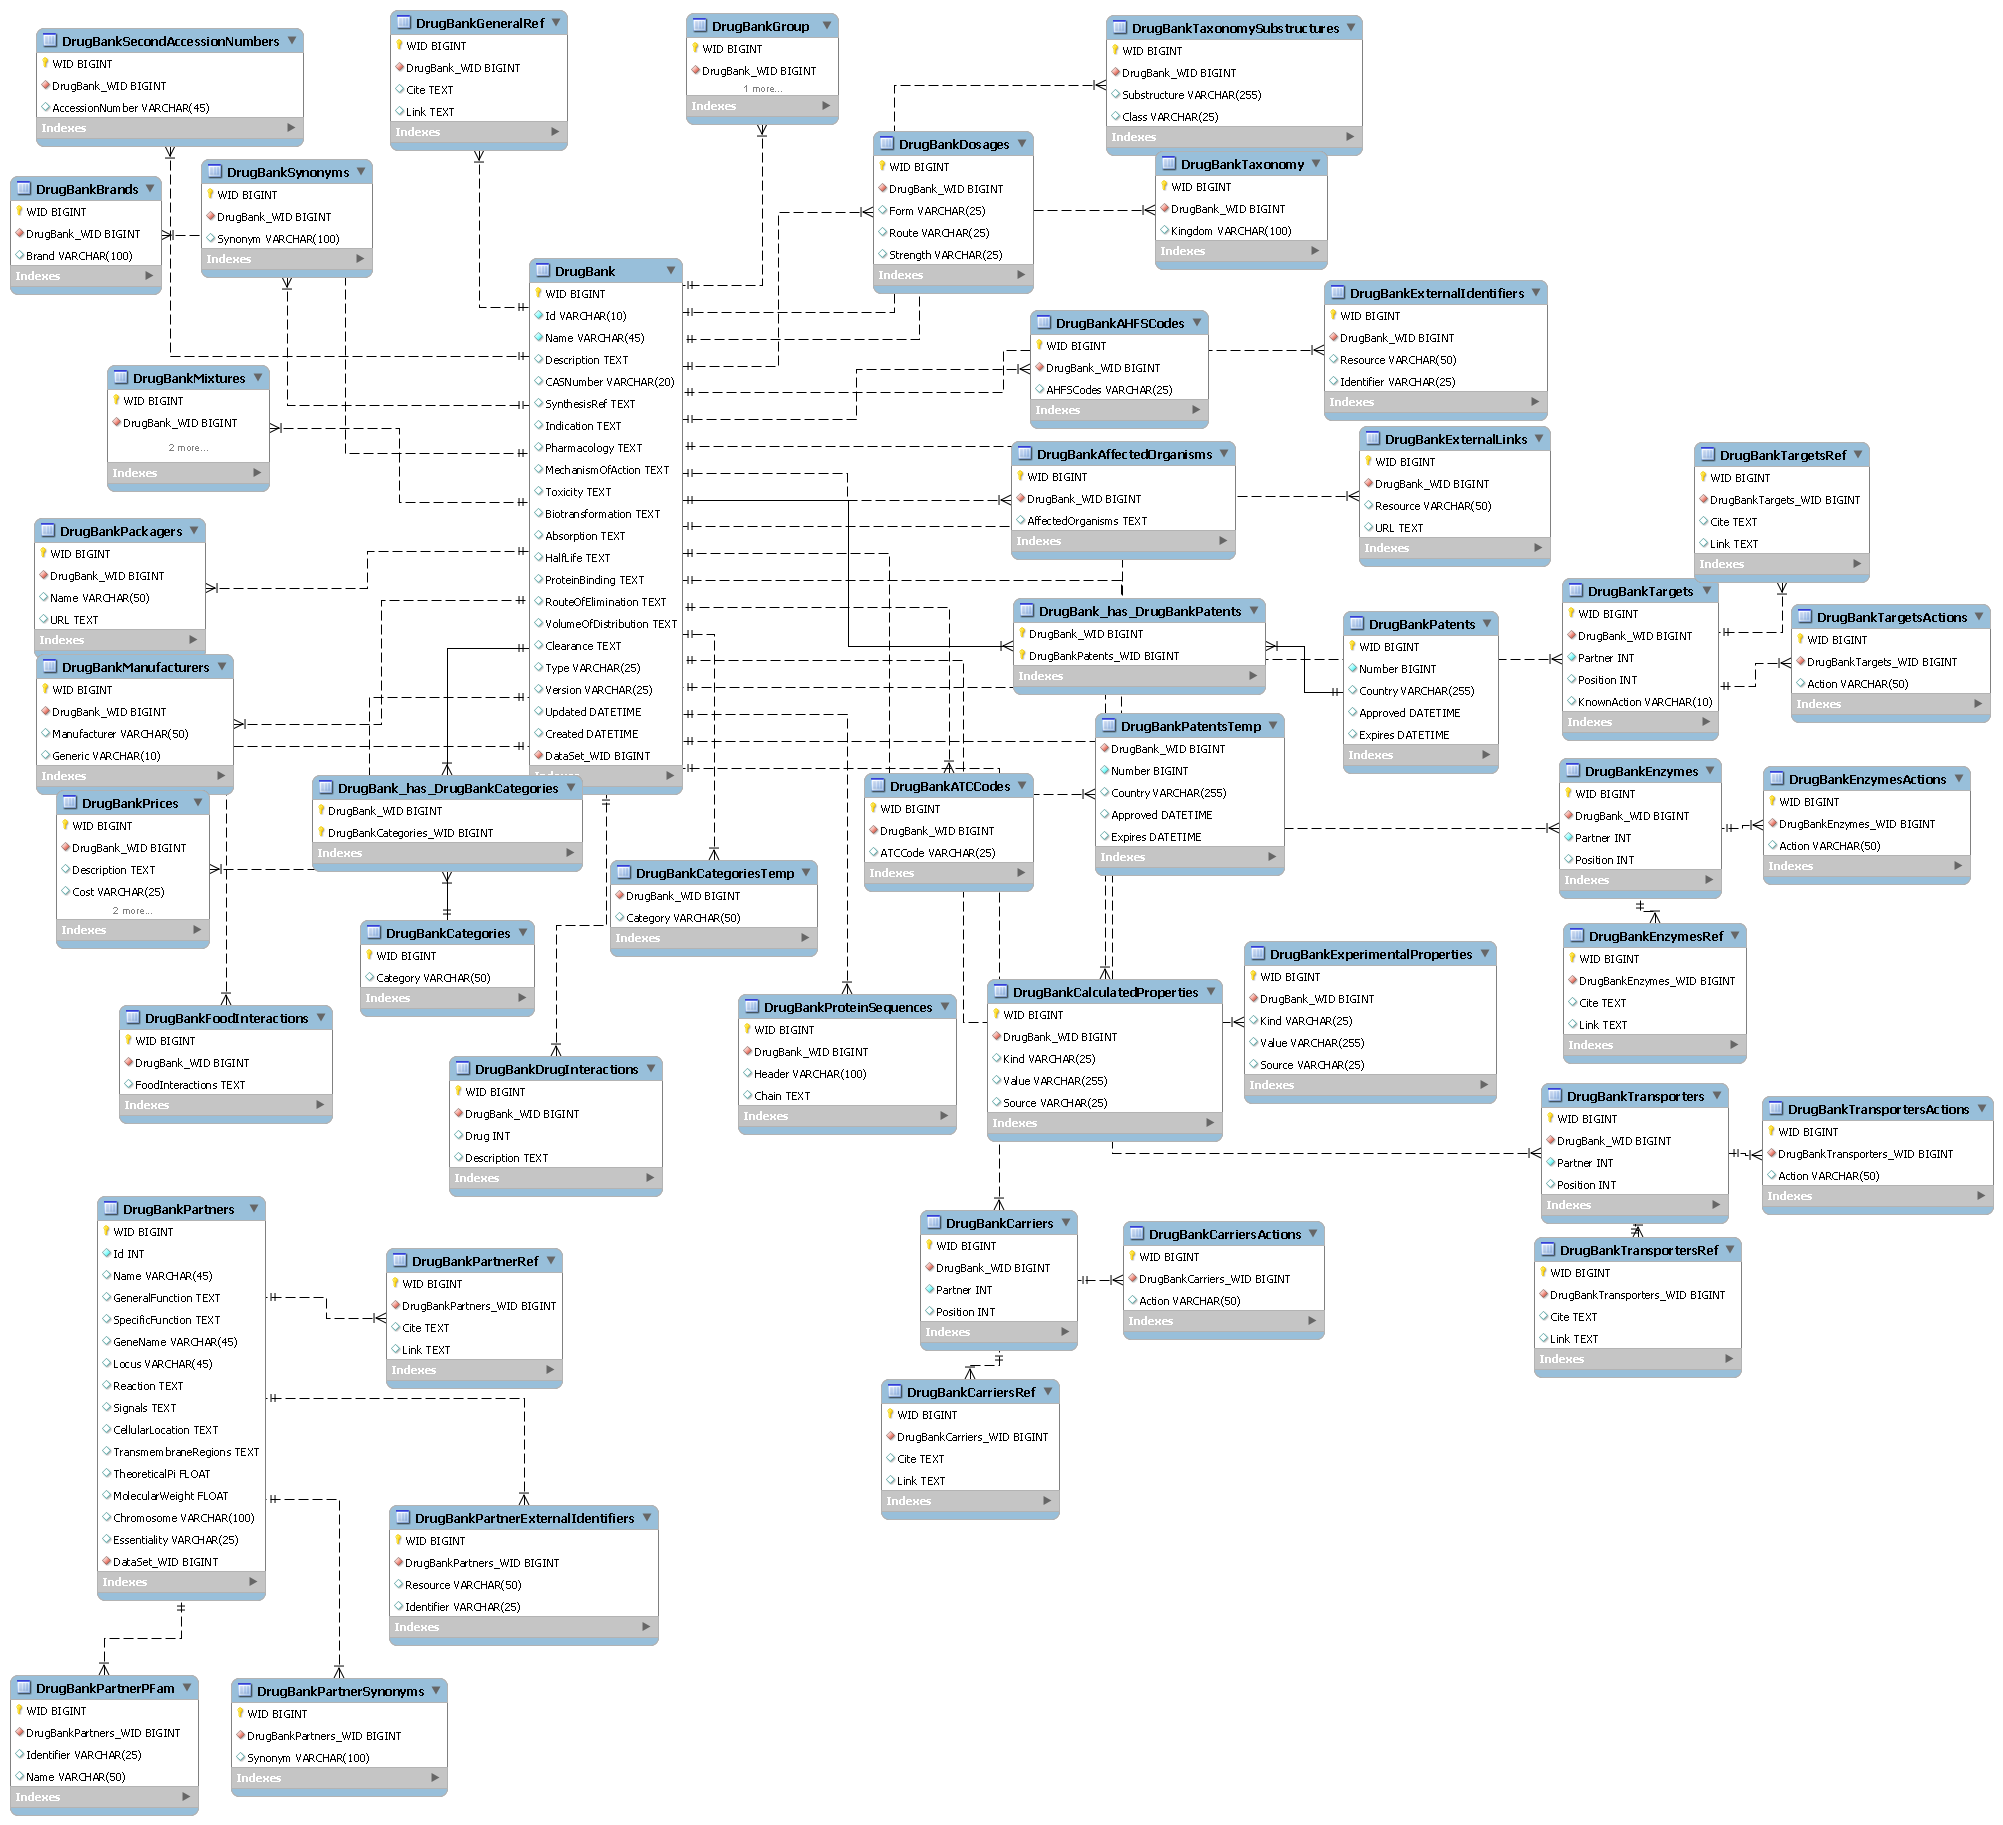 DrugBankSecondAccessionNumbers
WID BIGINT
DrugBank_WID BIGINT
AccessionNumber VARCHAR(45)
Indexes
DrugBankGeneralRef
WID BIGINT
DrugBank_WID BIGINT
Cite TEXT
Link TEXT
Indexes
DrugBankGroup
WID BIGINT
DrugBank_WID BIGINT
1 more...
Indexes
DrugBankTaxonomySubstructures
WID BIGINT
DrugBank_WID BIGINT
Substructure VARCHAR(255)
Class VARCHAR(25)
Indexes
DrugBankBrands
WID BIGINT
DrugBank_WID BIGINT
Brand VARCHAR(100)
Indexes
DrugBankSynonyms
WID BIGINT
DrugBank_WID BIGINT
Synonym VARCHAR(100)
Indexes
DrugBankDosages
WID BIGINT
DrugBank_WID BIGINT
Form VARCHAR(25)
Route VARCHAR(25)
Strength VARCHAR(25)
Indexes
DrugBankTaxonomy
WID BIGINT
DrugBank_WID BIGINT
Kingdom VARCHAR(100)
Indexes
DrugBank
WID BIGINT
Id VARCHAR(10)
Name VARCHAR(45)
Description TEXT
CASNumber VARCHAR(20)
SynthesisRef TEXT
Indication TEXT
Pharmacology TEXT
MechanismOfAction TEXT
Toxicity TEXT
Biotransformation TEXT
Absorption TEXT
HalfLife TEXT
ProteinBinding TEXT
RouteOfElimination TEXT
VolumeOfDistribution TEXT
Clearance TEXT
Type VARCHAR(25)
Version VARCHAR(25)
Updated DATETIME
Created DATETIME
DataSet_WID BIGINT
Indexes
DrugBankAHFSCodes
WID BIGINT
DrugBank_WID BIGINT
AHFSCodes VARCHAR(25)
Indexes
DrugBankExternalIdentifiers
WID BIGINT
DrugBank_WID BIGINT
Resource VARCHAR(50)
Identifier VARCHAR(25)
Indexes
DrugBankMixtures
WID BIGINT
DrugBank_WID BIGINT
2 more...
Indexes
DrugBankAffectedOrganisms
WID BIGINT
DrugBank_WID BIGINT
AffectedOrganisms TEXT
Indexes
DrugBankExternalLinks
WID BIGINT
DrugBank_WID BIGINT
Resource VARCHAR(50)
URL TEXT
Indexes
DrugBankTargetsRef
WID BIGINT
DrugBankTargets_WID BIGINT
Cite TEXT
Link TEXT
Indexes
DrugBankPackagers
WID BIGINT
DrugBank_WID BIGINT
Name VARCHAR(50)
URL TEXT
Indexes
DrugBank_has_DrugBankPatents
DrugBank_WID BIGINT
DrugBankPatents_WID BIGINT
Indexes
DrugBankPatents
WID BIGINT
Number BIGINT
Country VARCHAR(255)
Approved DATETIME
Expires DATETIME
Indexes
DrugBankTargets
WID BIGINT
DrugBank_WID BIGINT
Partner INT
Position INT
KnownAction VARCHAR(10)
Indexes
DrugBankTargetsActions
WID BIGINT
DrugBankTargets_WID BIGINT
Action VARCHAR(50)
Indexes
DrugBankManufacturers
WID BIGINT
DrugBank_WID BIGINT
Manufacturer VARCHAR(50)
Generic VARCHAR(10)
Indexes
DrugBankPatentsTemp
DrugBank_WID BIGINT
Number BIGINT
Country VARCHAR(255)
Approved DATETIME
Expires DATETIME
Indexes
DrugBankPrices
WID BIGINT
DrugBank_WID BIGINT
Description TEXT
Cost VARCHAR(25)
2 more...
Indexes
DrugBank_has_DrugBankCategories
DrugBank_WID BIGINT
DrugBankCategories_WID BIGINT
Indexes
DrugBankATCCodes
WID BIGINT
DrugBank_WID BIGINT
ATCCode VARCHAR(25)
Indexes
DrugBankEnzymes
WID BIGINT
DrugBank_WID BIGINT
Partner INT
Position INT
Indexes
DrugBankEnzymesActions
WID BIGINT
DrugBankEnzymes_WID BIGINT
Action VARCHAR(50)
Indexes
DrugBankCategoriesTemp
DrugBank_WID BIGINT
Category VARCHAR(50)
Indexes
DrugBankCategories
WID BIGINT
Category VARCHAR(50)
Indexes
DrugBankEnzymesRef
WID BIGINT
DrugBankEnzymes_WID BIGINT
Cite TEXT
Link TEXT
Indexes
DrugBankFoodInteractions
WID BIGINT
DrugBank_WID BIGINT
FoodInteractions TEXT
Indexes
DrugBankDrugInteractions
WID BIGINT
DrugBank_WID BIGINT
Drug INT
Description TEXT
Indexes
DrugBankProteinSequences
WID BIGINT
DrugBank_WID BIGINT
Header VARCHAR(100)
Chain TEXT
Indexes
DrugBankCalculatedProperties
WID BIGINT
DrugBank_WID BIGINT
Kind VARCHAR(25)
Value VARCHAR(255)
Source VARCHAR(25)
Indexes
DrugBankExperimentalProperties
WID BIGINT
DrugBank_WID BIGINT
Kind VARCHAR(25)
Value VARCHAR(255)
Source VARCHAR(25)
Indexes
DrugBankTransporters
WID BIGINT
DrugBank_WID BIGINT
Partner INT
Position INT
Indexes
DrugBankTransportersActions
WID BIGINT
DrugBankTransporters_WID BIGINT
Action VARCHAR(50)
Indexes
DrugBankPartners
WID BIGINT
Id INT
Name VARCHAR(45)
GeneralFunction TEXT
SpecificFunction TEXT
GeneName VARCHAR(45)
Locus VARCHAR(45)
Reaction TEXT
Signals TEXT
CellularLocation TEXT
TransmembraneRegions TEXT
TheoreticalPi FLOAT
MolecularWeight FLOAT
Chromosome VARCHAR(100)
Essentiality VARCHAR(25)
DataSet_WID BIGINT
Indexes
DrugBankPartnerRef
WID BIGINT
DrugBankPartners_WID BIGINT
Cite TEXT
Link TEXT
Indexes
DrugBankCarriers
WID BIGINT
DrugBank_WID BIGINT
Partner INT
Position INT
Indexes
DrugBankCarriersActions
WID BIGINT
DrugBankCarriers_WID BIGINT
Action VARCHAR(50)
Indexes
DrugBankTransportersRef
WID BIGINT
DrugBankTransporters_WID BIGINT
Cite TEXT
Link TEXT
Indexes
DrugBankCarriersRef
WID BIGINT
DrugBankCarriers_WID BIGINT
Cite TEXT
Link TEXT
Indexes
DrugBankPartnerExternalIdentifiers
WID BIGINT
DrugBankPartners_WID BIGINT
Resource VARCHAR(50)
Identifier VARCHAR(25)
Indexes
DrugBankPartnerPFam
WID BIGINT
DrugBankPartners_WID BIGINT
Identifier VARCHAR(25)
Name VARCHAR(50)
Indexes
DrugBankPartnerSynonyms
WID BIGINT
DrugBankPartners_WID BIGINT
Synonym VARCHAR(100)
Indexes